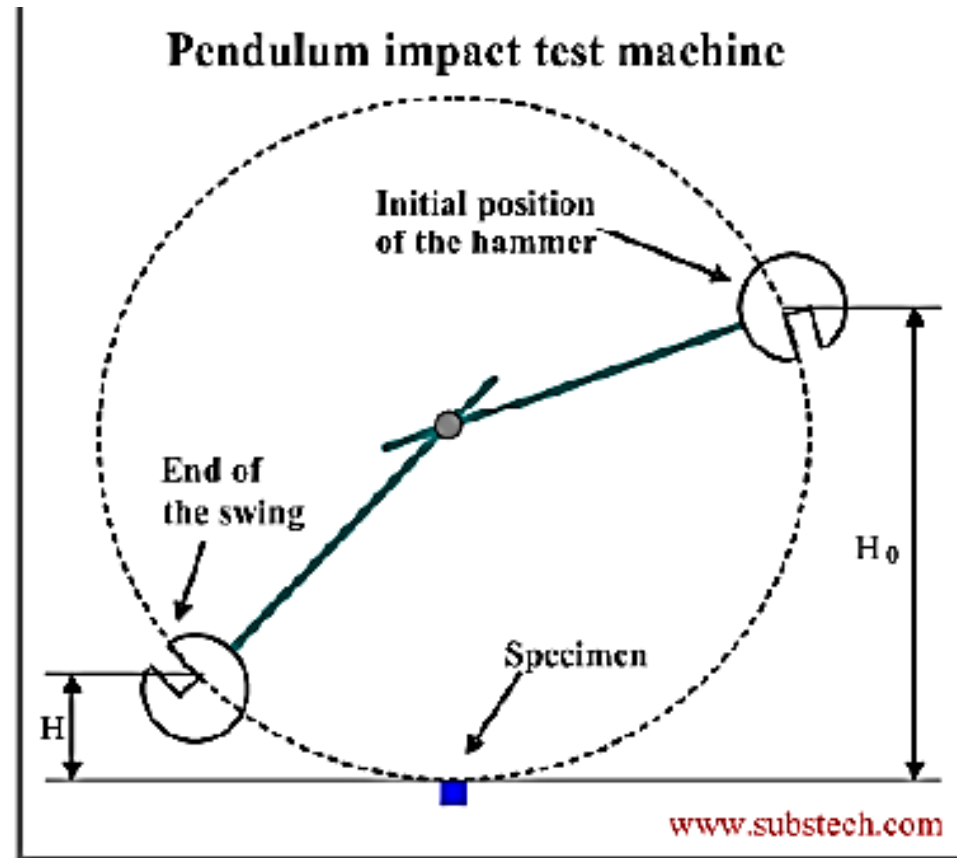 Pendulum impact test machine
Initial position
of the hammer
End of
the swing
H₀
Specimen
H
www.substech.com